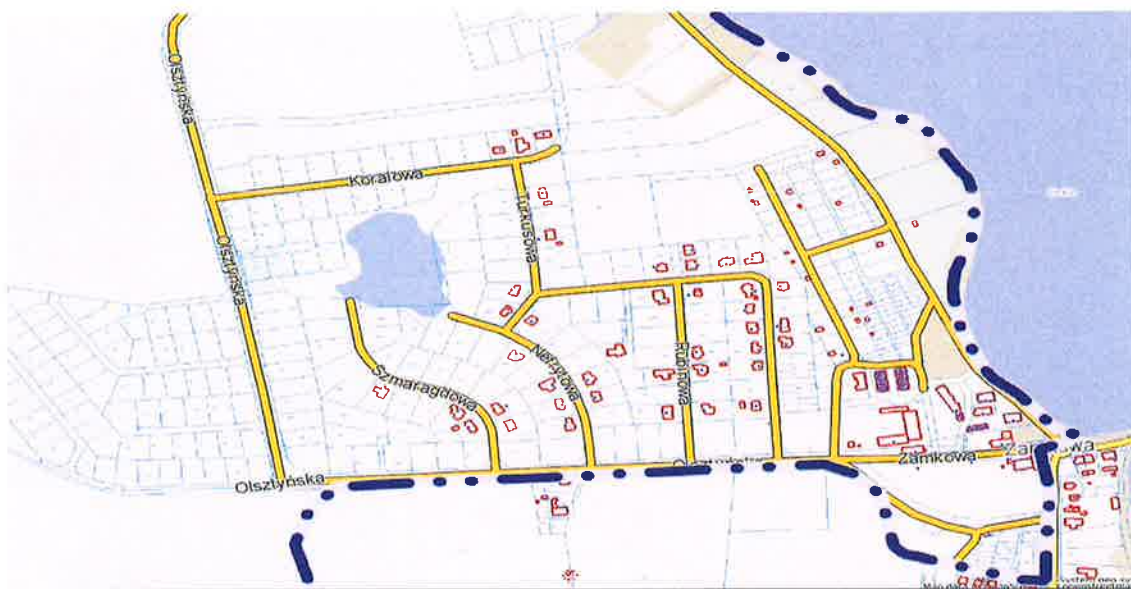 Olsztyńska
Koralowa
Turkusowa
Olsztyńska
Nefrytowa
Rubinowa
Szmaragdowa
Olsztyńska
Zamkowa
Zamkowa